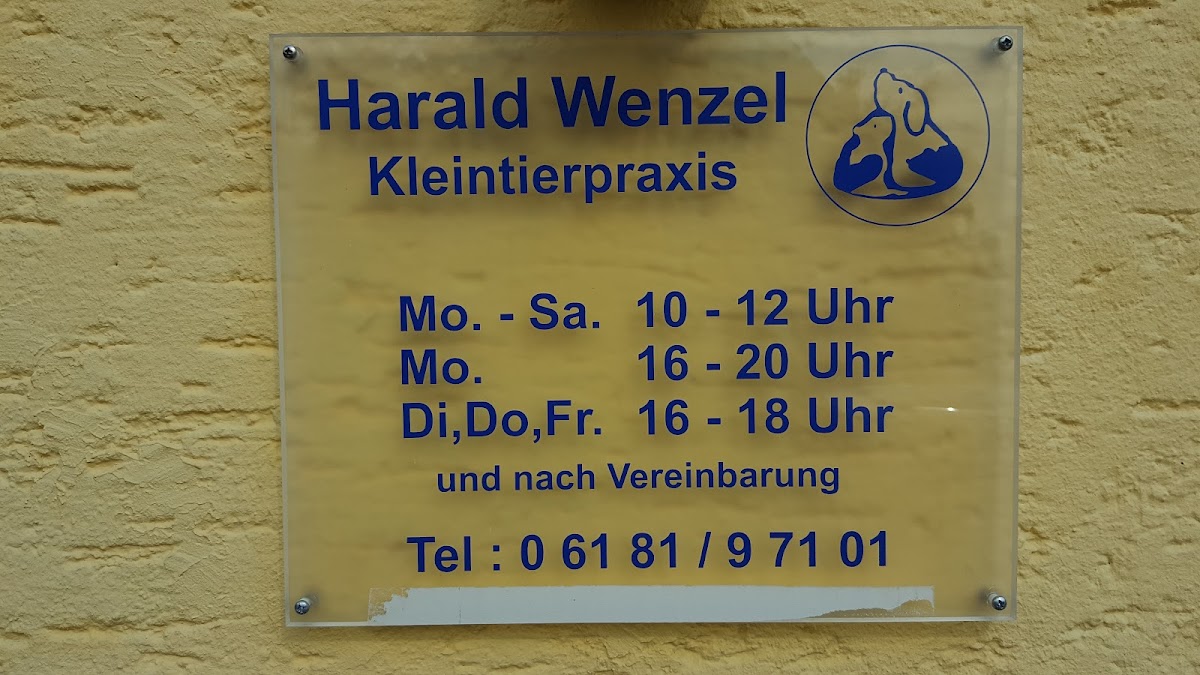 Harald Wenzel
Kleintierpraxis
Mo. - Sa. 10 - 12 Uhr
Mo. 16 - 20 Uhr
Di,Do,Fr. 16 - 18 Uhr
und nach Vereinbarung
Tel : 0 61 81 / 9 71 01